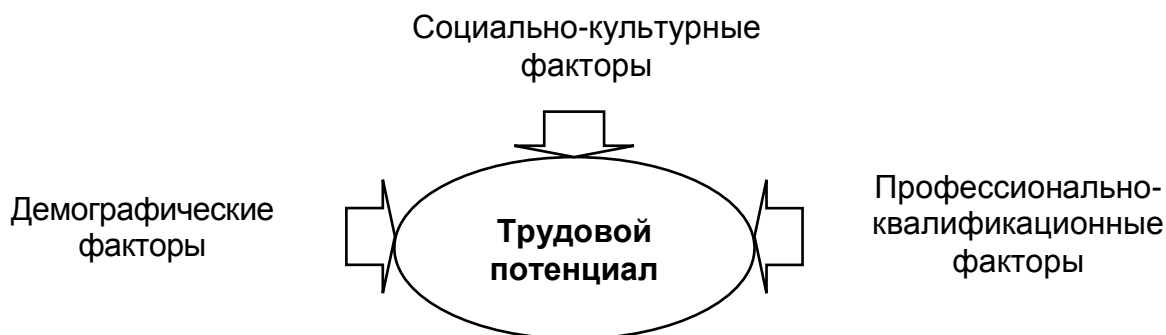 Социально-культурные
факторы
Демографические
факторы
Трудовой
потенциал
Профессионально-
квалификационные
факторы